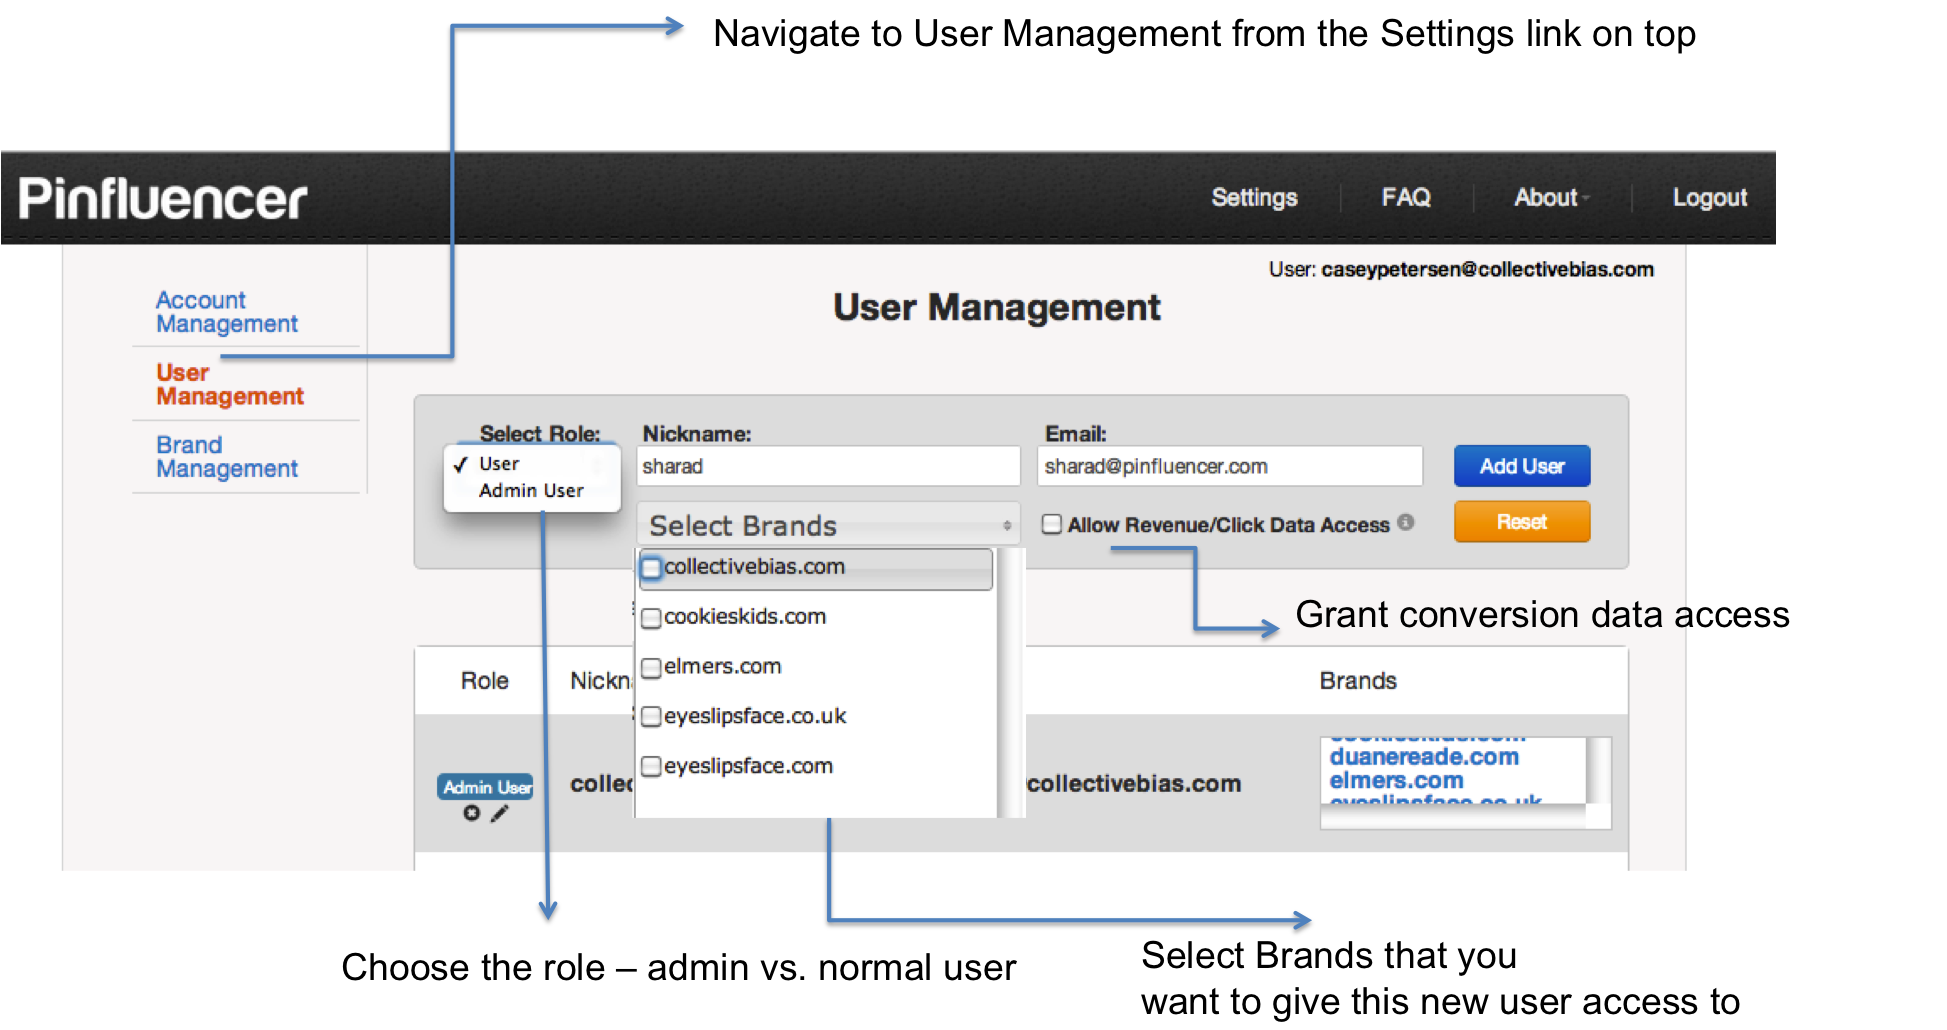 Navigate to User Management from the Settings link on top
Pinfluencer
Settings
FAQ
About
Logout
User: caseypetersen@collectivebias.com
Account
Management
User
Management
Brand
Management
User Management
Select Role:
Nickname:
Email:
✓ User
Admin User
sharad
sharad@pinfluencer.com
Add User
Select Brands
Allow Revenue/Click Data Access
Reset
collectivebias.com
cookieskids.com
elmers.com
eyeslipsface.co.uk
eyeslipsface.com
Grant conversion data access
Role
Nickn
Brands
Admin User
collec
collectivebias.com
duanereade.com
elmers.com
eyeslipsface.co.uk
Choose the role – admin vs. normal user
Select Brands that you
want to give this new user access to